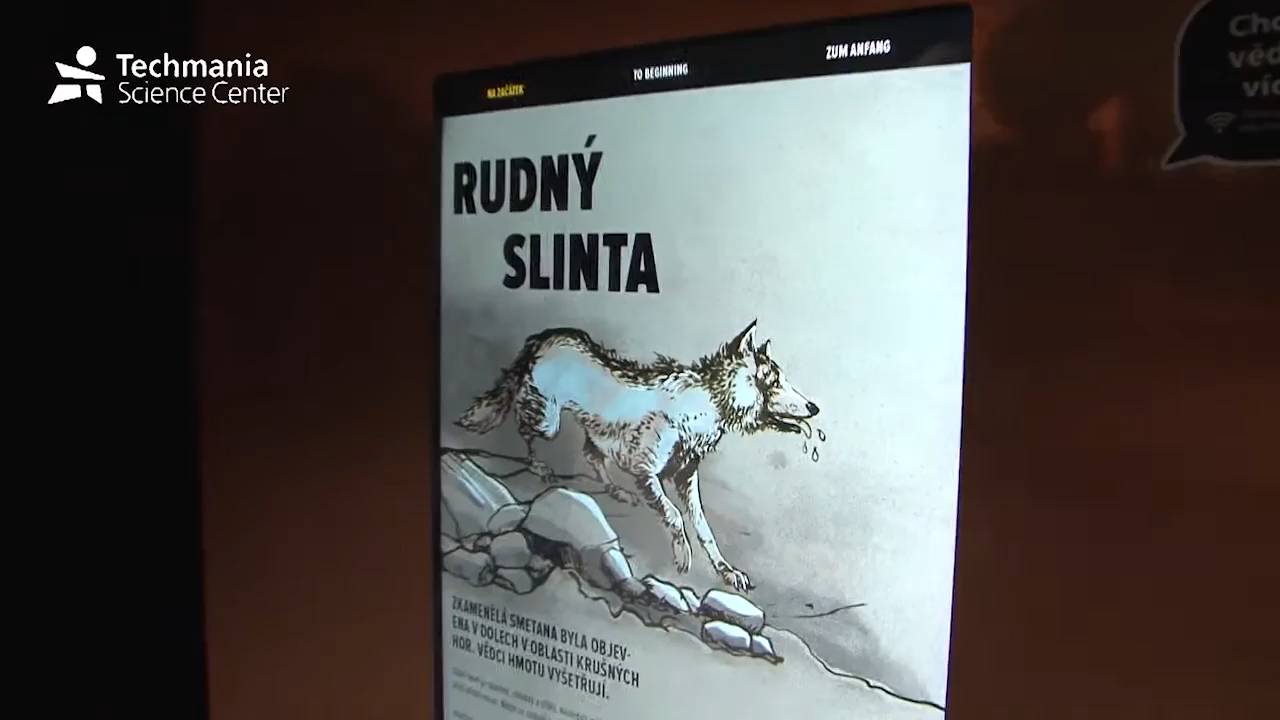 Techmania
Science Center
NA ZAČÁTEK
TO BEGINNING
ZUM ANFANG
RUDNÝ
SLINTA
ZKAMENĚLÁ SMETANA BYLA OBJEV-
ENA V DOLECH V OBLASTI KRUŠNÝCH
HOR. VĚDCI HMOTU VYŠETŘUJÍ.